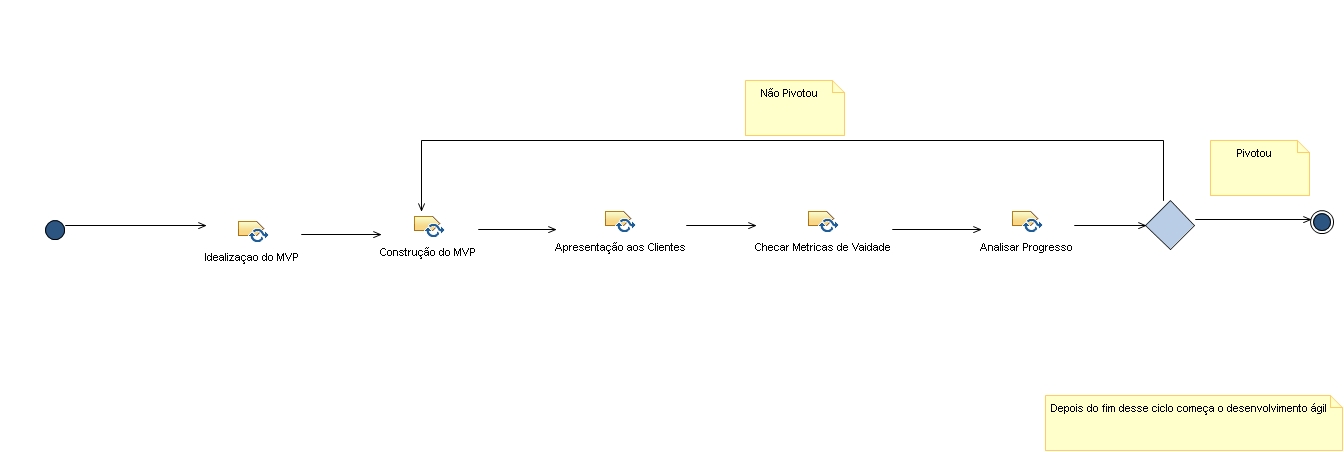 Não Pivotou
Pivotou
Idealizaçao do MVP
Construção do MVP
Apresentação aos Clientes
Checar Metricas de Vaidade
Analisar Progresso
Depois do fim desse ciclo começa o desenvolvimento ágil